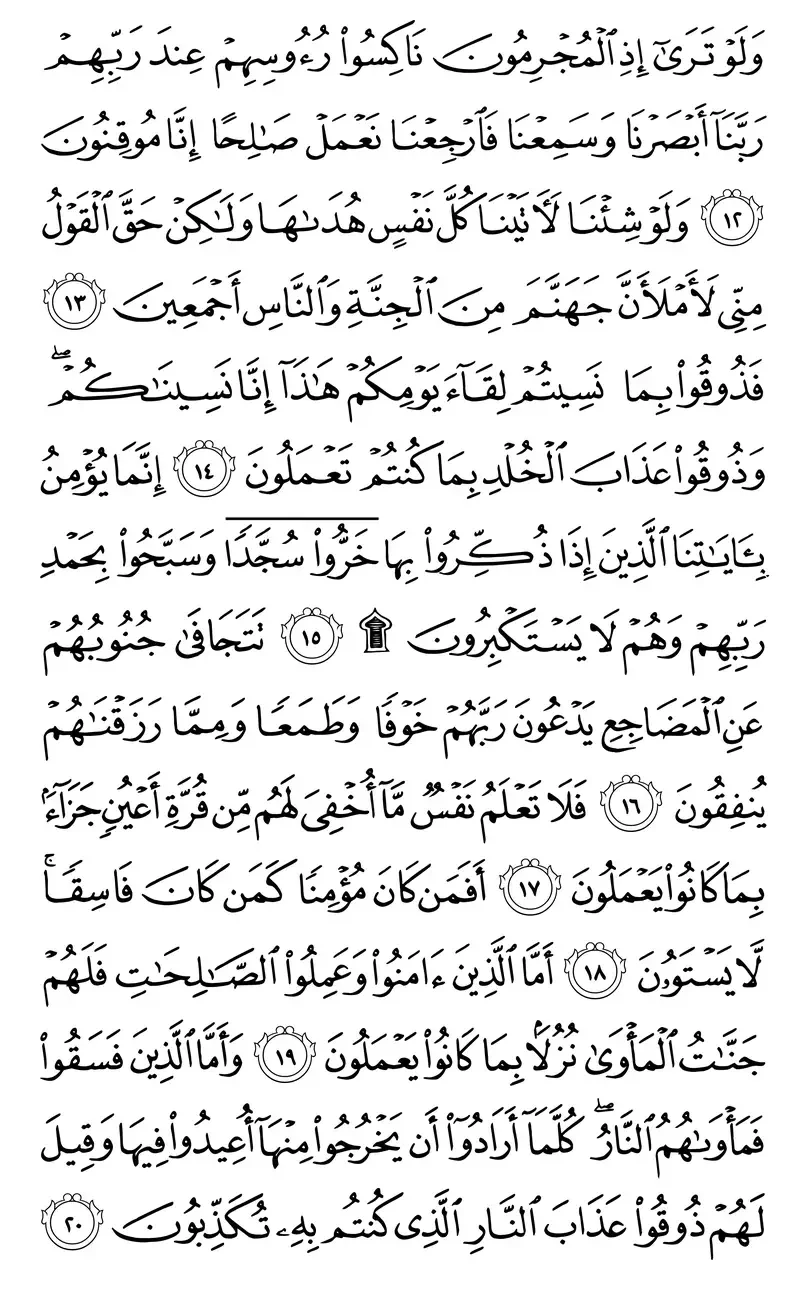 وَلَوْ تَرَىٰٓ إِذِ ٱلْمُجْرِمُونَ نَاكِسُوا۟ رُءُوسِهِمْ عِندَ رَبِّهِمْ
رَبَّنَآ أَبْصَرْنَا وَسَمِعْنَا فَٱرْجِعْنَا نَعْمَلْ صَـٰلِحًا إِنَّا مُوقِنُونَ
١٢ وَلَوْ شِئْنَا لَـَٔاتَيْنَا كُلَّ نَفْسٍ هُدَىٰهَا وَلَـٰكِنْ حَقَّ ٱلْقَوْلُ
مِنِّى لَأَمْلَأَنَّ جَهَنَّمَ مِنَ ٱلْجِنَّةِ وَٱلنَّاسِ أَجْمَعِينَ ١٣
فَذُوقُوا۟ بِمَا نَسِيتُمْ لِقَآءَ يَوْمِكُمْ هَـٰذَآ إِنَّا نَسِينَـٰكُمْ ۖ
وَذُوقُوا۟ عَذَابَ ٱلْخُلْدِ بِمَا كُنتُمْ تَعْمَلُونَ ١٤ إِنَّمَا يُؤْمِنُ
بِـَٔايَـٰتِنَا ٱلَّذِينَ إِذَا ذُكِّرُوا۟ بِهَا خَرُّوا۟ سُجَّدًا وَسَبَّحُوا۟ بِحَمْدِ
رَبِّهِمْ وَهُمْ لَا يَسْتَكْبِرُونَ ۩ ١٥ تَتَجَافَىٰ جُنُوبُهُمْ
عَنِ ٱلْمَضَاجِعِ يَدْعُونَ رَبَّهُمْ خَوْفًا وَطَمَعًا وَمِمَّا رَزَقْنَـٰهُمْ
يُنفِقُونَ ١٦ فَلَا تَعْلَمُ نَفْسٌ مَّآ أُخْفِىَ لَهُم مِّن قُرَّةِ أَعْيُنٍ جَزَآءًۢ
بِمَا كَانُوا۟ يَعْمَلُونَ ١٧ أَفَمَن كَانَ مُؤْمِنًا كَمَن كَانَ فَاسِقًا ۚ
لَّا يَسْتَوُۥنَ ١٨ أَمَّا ٱلَّذِينَ ءَامَنُوا۟ وَعَمِلُوا۟ ٱلصَّـٰلِحَـٰتِ فَلَهُمْ
جَنَّـٰتُ ٱلْمَأْوَىٰ نُزُلًۢا بِمَا كَانُوا۟ يَعْمَلُونَ ١٩ وَأَمَّا ٱلَّذِينَ فَسَقُوا۟
فَمَأْوَىٰهُمُ ٱلنَّارُ ۖ كُلَّمَآ أَرَادُوٓا۟ أَن يَخْرُجُوا۟ مِنْهَآ أُعِيدُوا۟ فِيهَا وَقِيلَ
لَهُمْ ذُوقُوا۟ عَذَابَ ٱلنَّارِ ٱلَّذِى كُنتُم بِهِۦ تُكَذِّبُونَ ٢٠